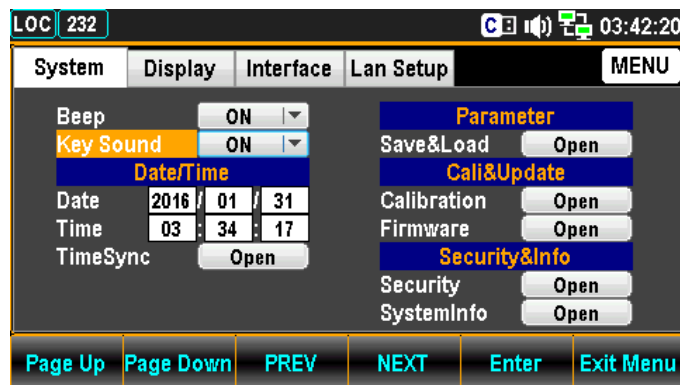 LOC 232 C 03:42:20
System Display Interface Lan Setup MENU
Beep ON
Key Sound ON
Date/Time
Date 2016 / 01 / 31
Time 03 : 34 : 17
TimeSync Open
Parameter
Save&Load Open
Cali&Update
Calibration Open
Firmware Open
Security&Info
Security Open
SystemInfo Open
Page Up Page Down PREV NEXT Enter Exit Menu